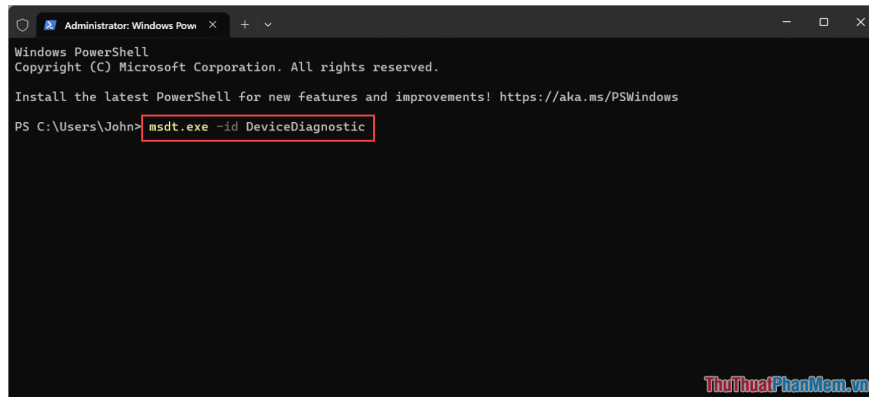 Administrator: Windows Powe
Windows PowerShell
Copyright (C) Microsoft Corporation. All rights reserved.
Install the latest PowerShell for new features and improvements! https://aka.ms/PSWindows
PS C:\Users\John> msdt.exe -id DeviceDiagnostic
ThuThuatPhanMem.vn